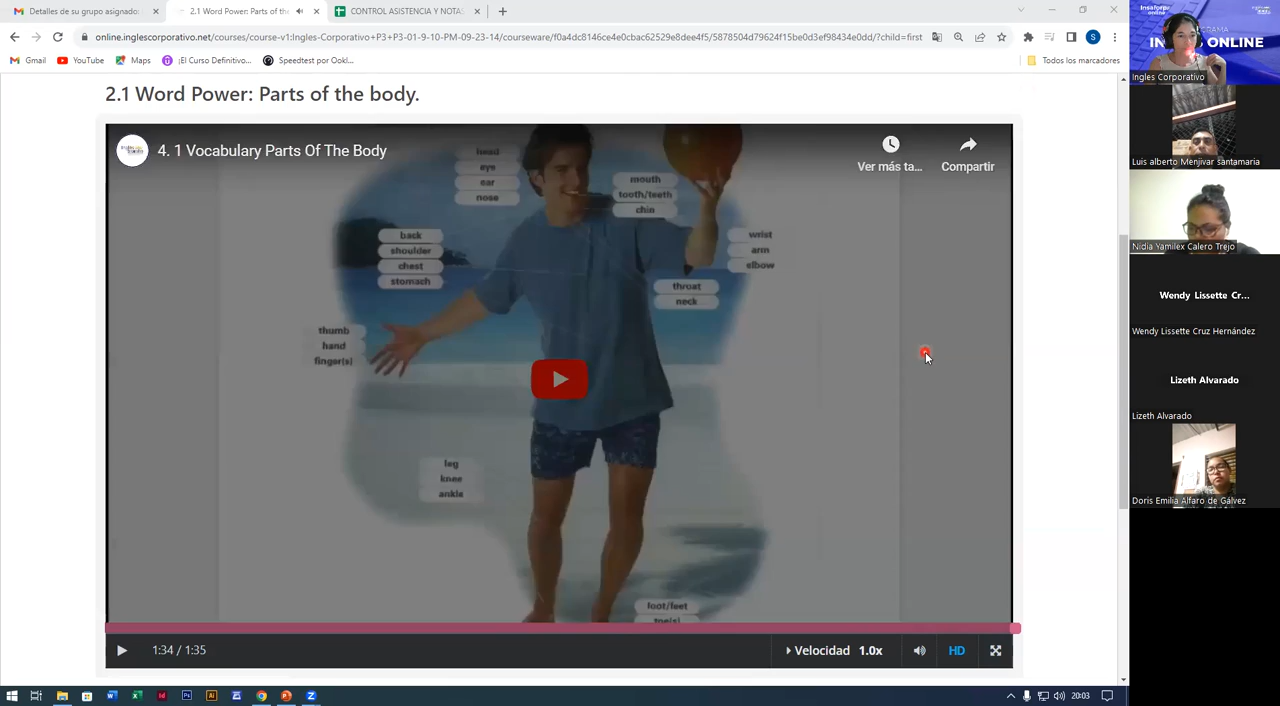 Detalles de su grupo asignado
2.1 Word Power: Parts of the
CONTROL ASISTENCIA Y NOTAS
online.inglescorporativo.net/courses/course-v1:Ingles-Corporativo+P3+P3-01-9-10-PM-09-23-14/courseware/f0a4dc8146ce4e0cbac62529e8dee4f5/5878504d79624f15be0d3ef98434e0dd/?child=first
Gmail
YouTube
Maps
¡El Curso Definitivo...
Speedtest por Ookl...
Todos los marcadores
2.1 Word Power: Parts of the body.
4. 1 Vocabulary Parts Of The Body
Ver más ta...
Compartir
head
eye
ear
nose
mouth
tooth/teeth
chin
back
shoulder
chest
stomach
wrist
arm
elbow
throat
neck
thumb
hand
finger(s)
leg
knee
ankle
foot/feet
toe(s)
1:34 / 1:35
Velocidad 1.0x
HD
ONLINE
Ingles Corporativo
Luis alberto Menjivar santamaria
Nidia Yamilex Calero Trejo
Wendy Lissette Cr...
Wendy Lissette Cruz Hernández
Lizeth Alvarado
Lizeth Alvarado
Doris Emilia Alfaro de Gálvez
20:03